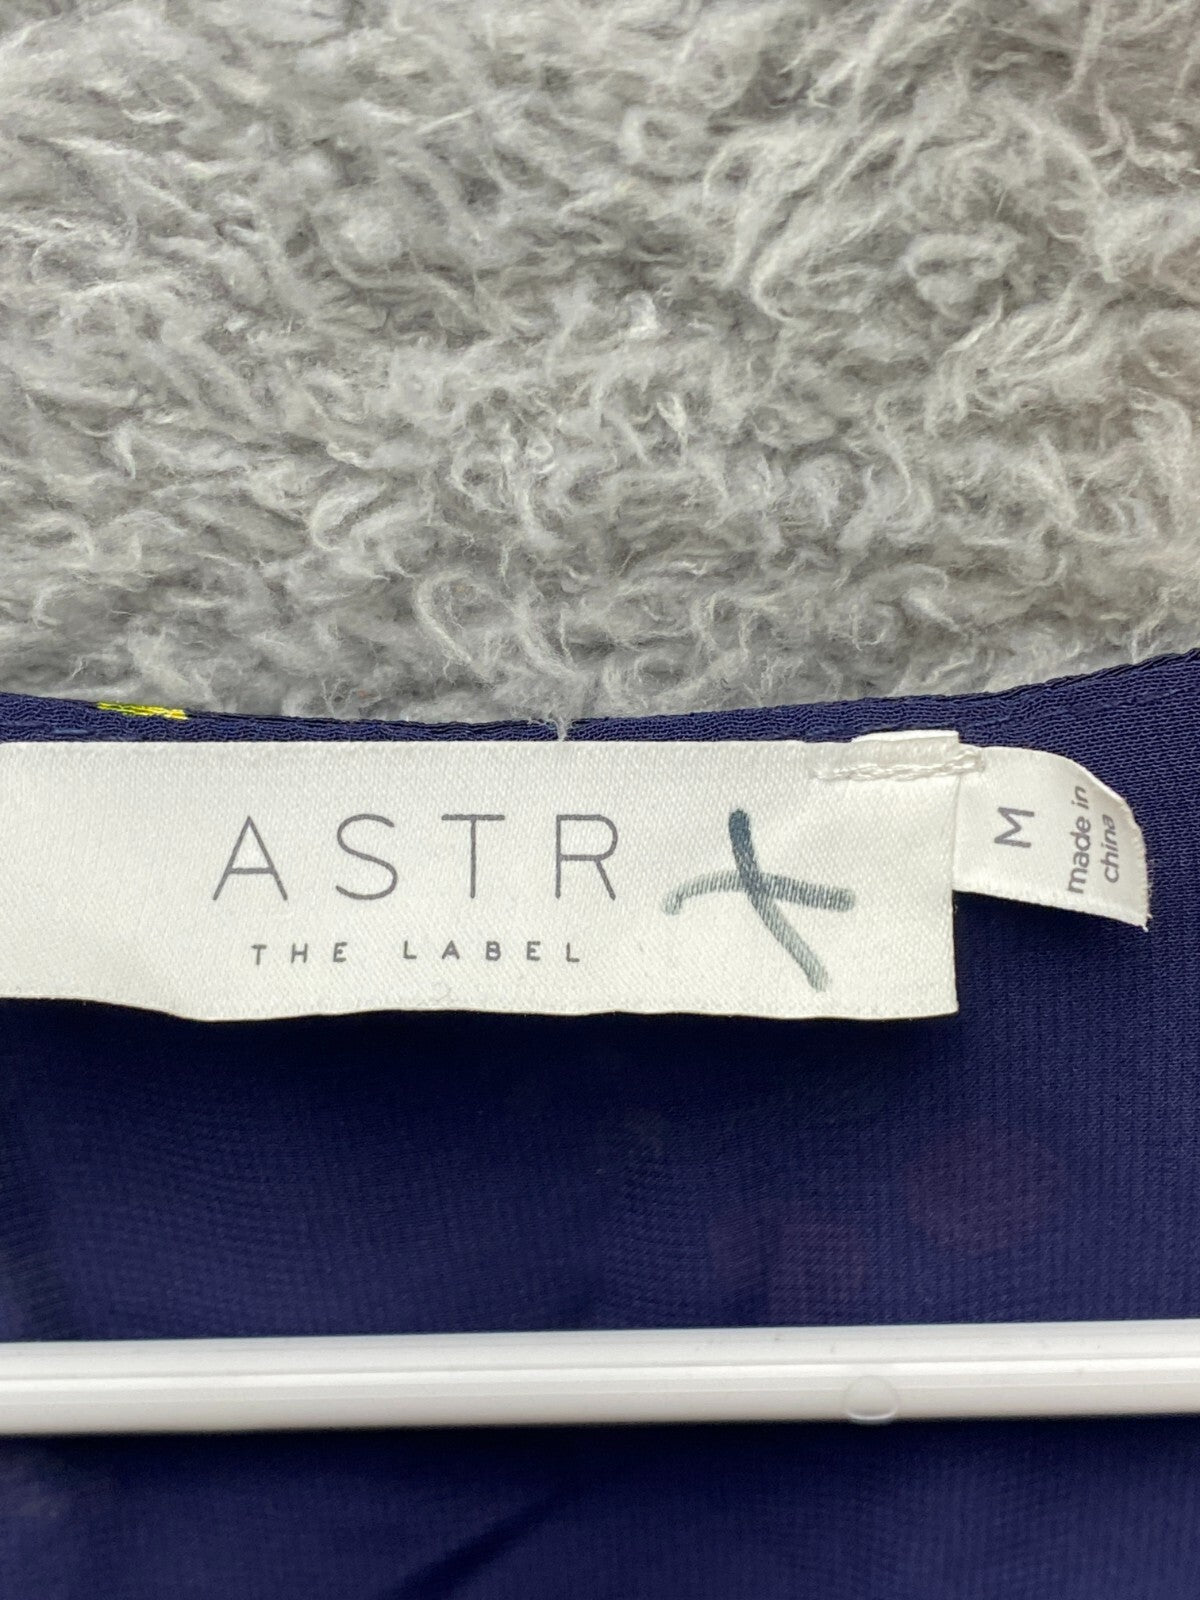 ASTR
THE LABEL
M
made in
china